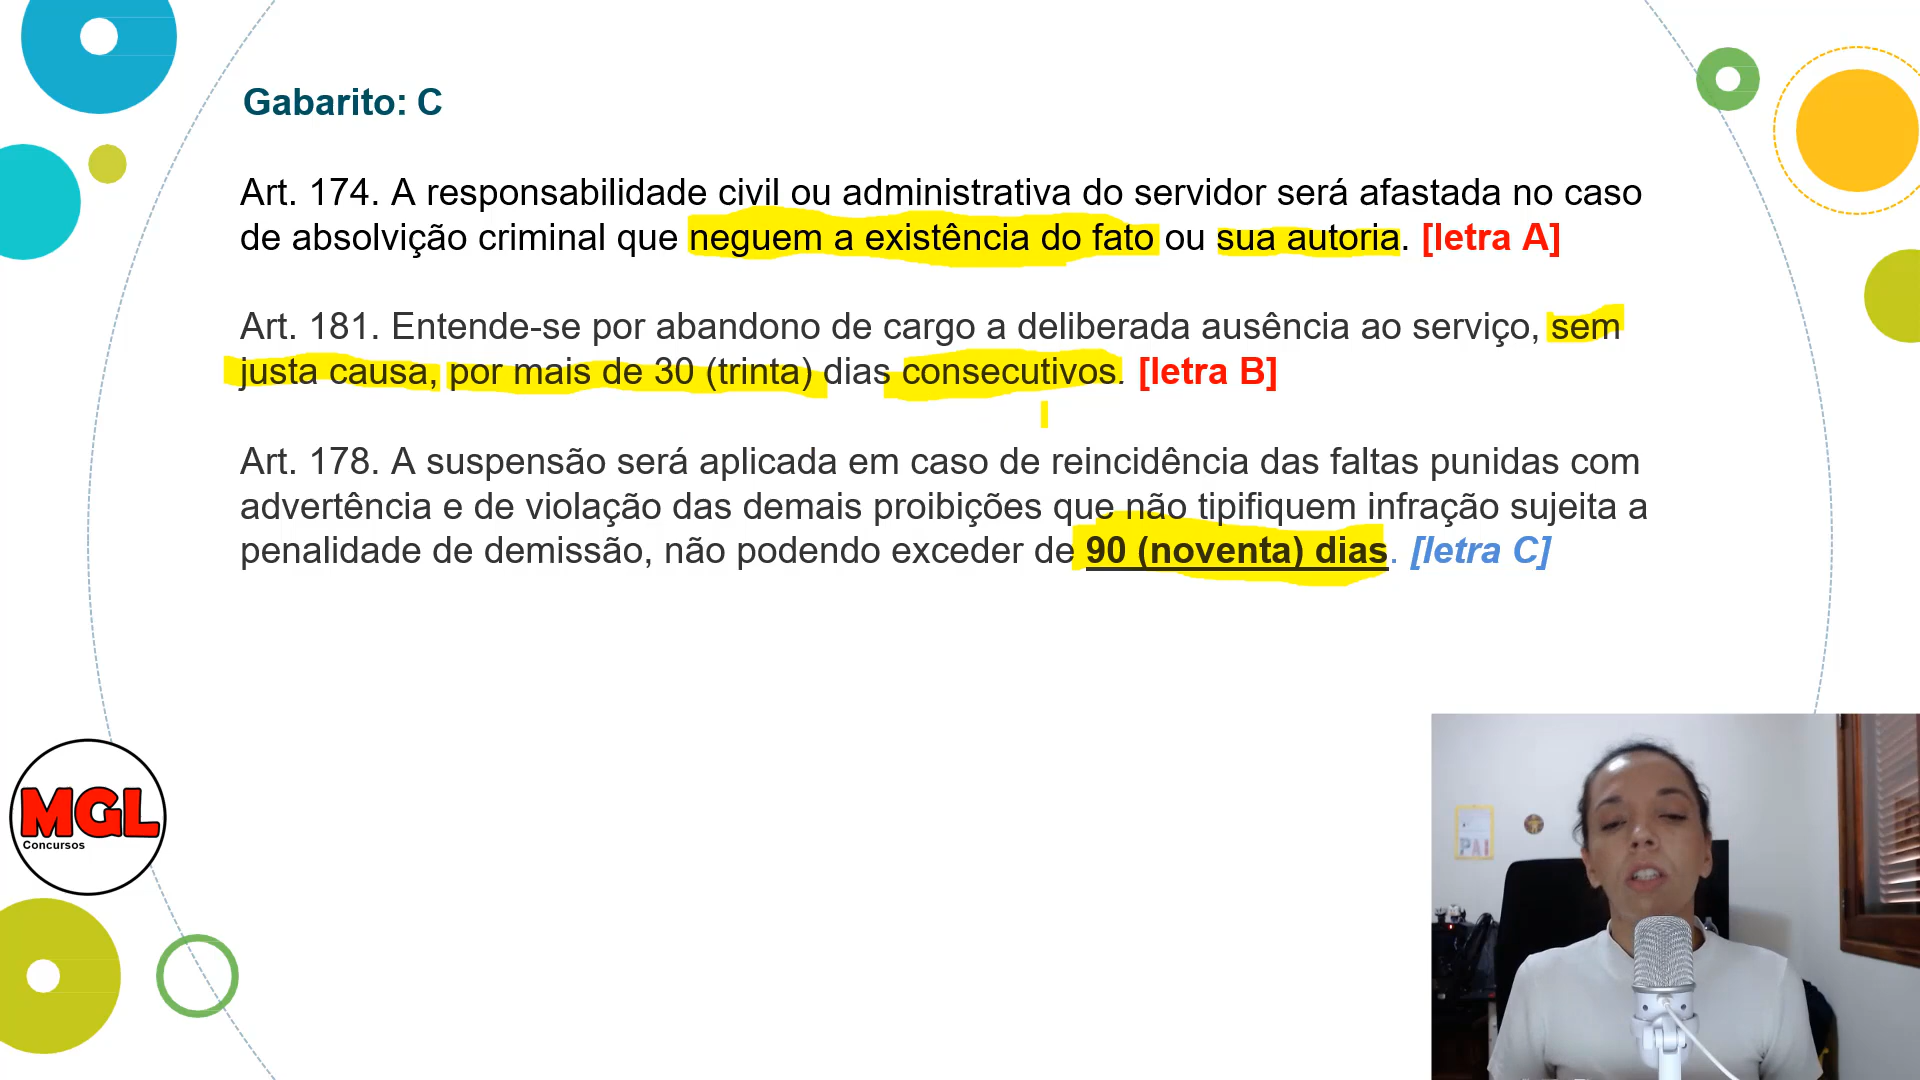 Gabarito: C
Art. 174. A responsabilidade civil ou administrativa do servidor será afastada no caso
de absolvição criminal que neguem a existência do fato ou sua autoria. [letra A]
Art. 181. Entende-se por abandono de cargo a deliberada ausência ao serviço, sem
justa causa, por mais de 30 (trinta) dias consecutivos. [letra B]
Art. 178. A suspensão será aplicada em caso de reincidência das faltas punidas com
advertência e de violação das demais proibições que não tipifiquem infração sujeita a
penalidade de demissão, não podendo exceder de 90 (noventa) dias. [letra C]
MGL
Concursos
PAI